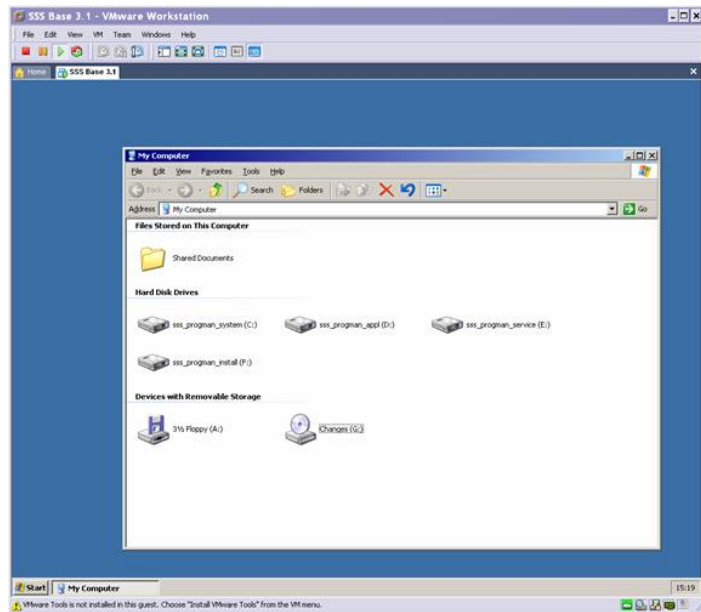 SSS Base 3.1 - VMware Workstation
File Edit View VM Team Windows Help
Home SSS Base 3.1
My Computer
File Edit View Favorites Tools Help
Back Search Folders
Address My Computer Go
Files Stored on This Computer
Shared Documents
Hard Disk Drives
sss_progman_system (C:) sss_progman_appl (D:) sss_progman_service (E:)
sss_progman_install (F:)
Devices with Removable Storage
3½ Floppy (A:) Changes (G:)
Start My Computer 15:19
VMware Tools is not installed in this guest. Choose "Install VMware Tools" from the VM menu.